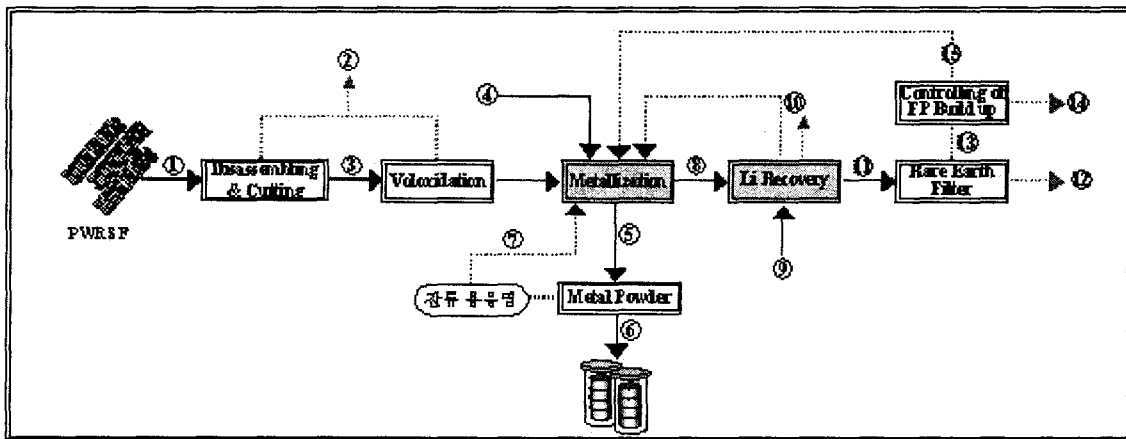 ②
⑮
④
⑩
Controlling of
FP Build up
⑭
①
Disassembling
& Cutting
③
Voloxidation
Metallization
⑧
Li Recovery
⑪
⑬
Rare Earth
Filter
⑫
PWRSF
⑦
⑤
⑨
잔류 용융염
Metal Powder
⑥